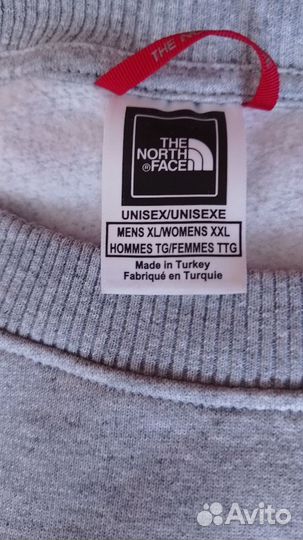 THE N
THE
NORTH
FACE®
UNISEX/UNISEXE
MENS XL/WOMENS XXL
HOMMES TG/FEMMES TTG
Made in Turkey
Fabriqué en Turquie
Avito